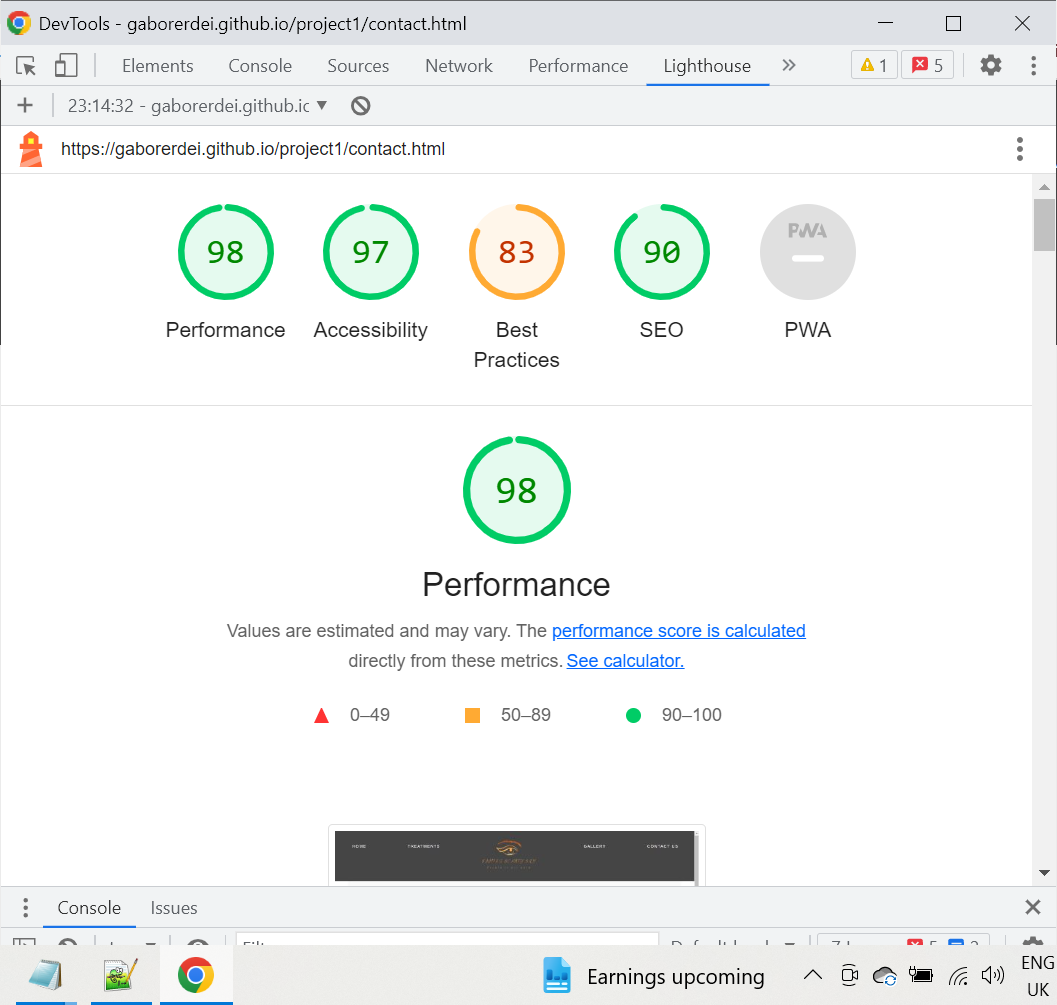 DevTools - gaborerdei.github.io/project1/contact.html
Elements Console Sources Network Performance Lighthouse 1 5
23:14:32 - gaborerdei.github.ic
https://gaborerdei.github.io/project1/contact.html
98 97 83 90 PWA
Performance Accessibility Best Practices SEO PWA
98
Performance
Values are estimated and may vary. The performance score is calculated
directly from these metrics. See calculator.
0–49 50–89 90–100
HOME TREATMENTS GALLERY CONTACT US
Console Issues
Earnings upcoming
ENG
UK